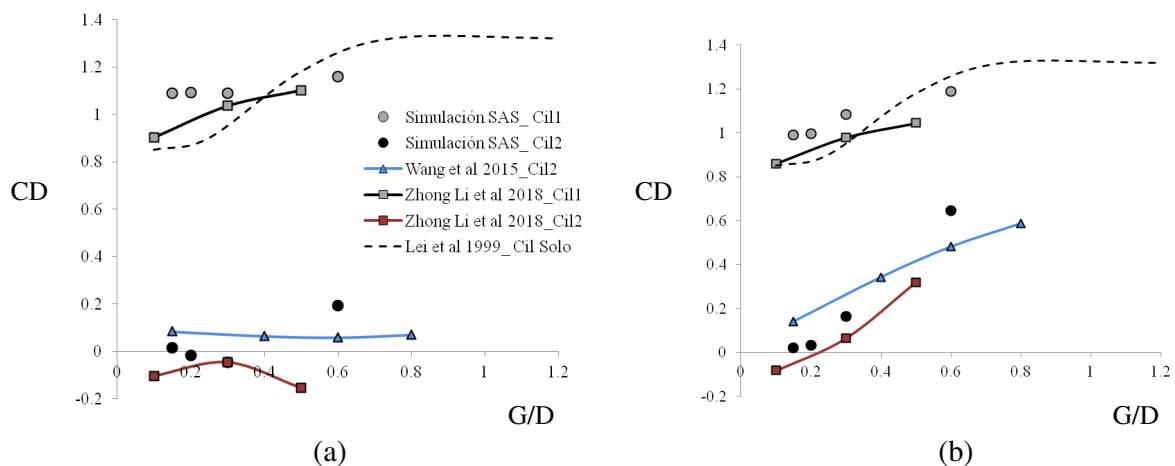 1.4
1.2
1
0.8
0.6
0.4
0.2
0
-0.2
CD
0.2
0.4
0.6
0.8
1
1.2
G/D
Simulación SAS_ Cil1
Simulación SAS_ Cil2
Wang et al 2015_Cil2
Zhong Li et al 2018_Cil1
Zhong Li et al 2018_Cil2
Lei et al 1999_ Cil Solo
(a)
1.4
1.2
1
0.8
0.6
0.4
0.2
0
-0.2
CD
0
0.2
0.4
0.6
0.8
1
1.2
G/D
(b)